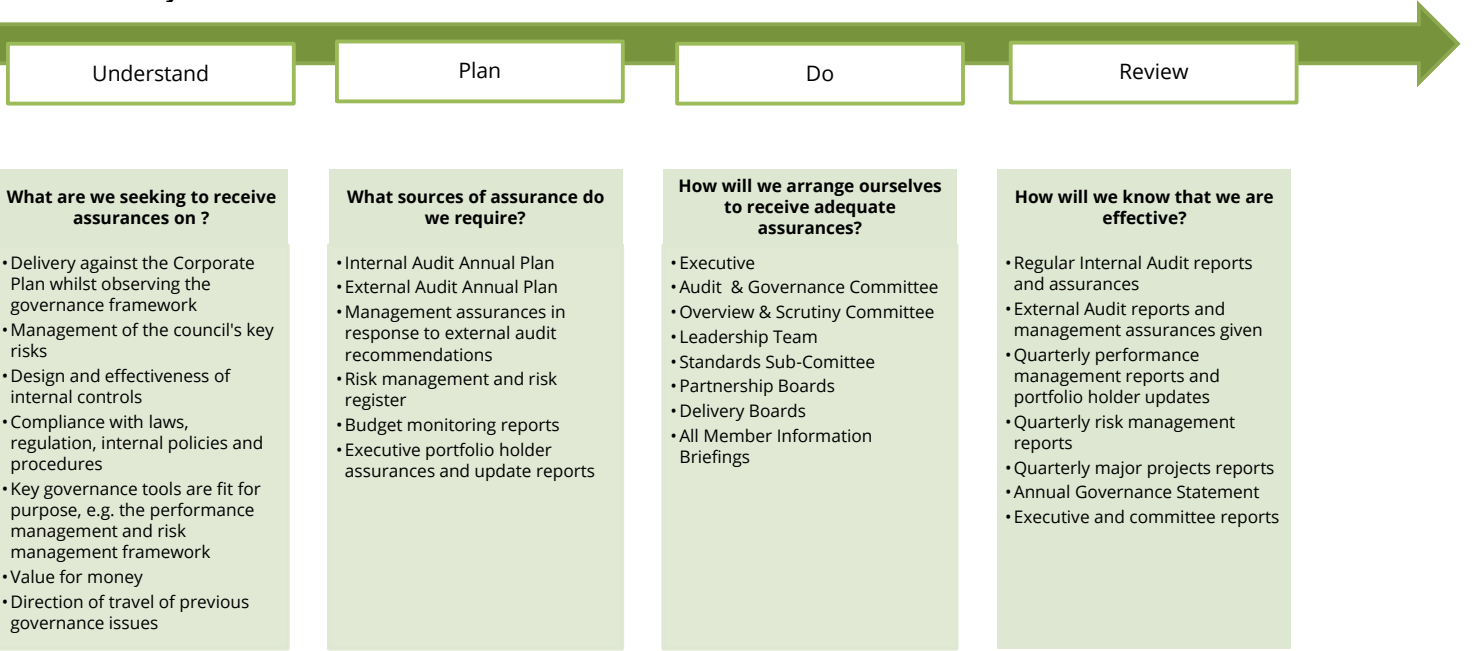 Understand
Plan
Do
Review
What are we seeking to receive
assurances on ?
•Delivery against the Corporate
Plan whilst observing the
governance framework
•Management of the council's key
risks
•Design and effectiveness of
internal controls
•Compliance with laws,
regulation, internal policies and
procedures
•Key governance tools are fit for
purpose, e.g. the performance
management and risk
management framework
•Value for money
•Direction of travel of previous
governance issues
What sources of assurance do
we require?
•Internal Audit Annual Plan
•External Audit Annual Plan
•Management assurances in
response to external audit
recommendations
•Risk management and risk
register
•Budget monitoring reports
•Executive portfolio holder
assurances and update reports
How will we arrange ourselves
to receive adequate
assurances?
•Executive
•Audit & Governance Committee
•Overview & Scrutiny Committee
•Leadership Team
•Standards Sub-Comittee
•Partnership Boards
•Delivery Boards
•All Member Information
Briefings
How will we know that we are
effective?
•Regular Internal Audit reports
and assurances
•External Audit reports and
management assurances given
•Quarterly performance
management reports and
portfolio holder updates
•Quarterly risk management
reports
•Quarterly major projects reports
•Annual Governance Statement
•Executive and committee reports